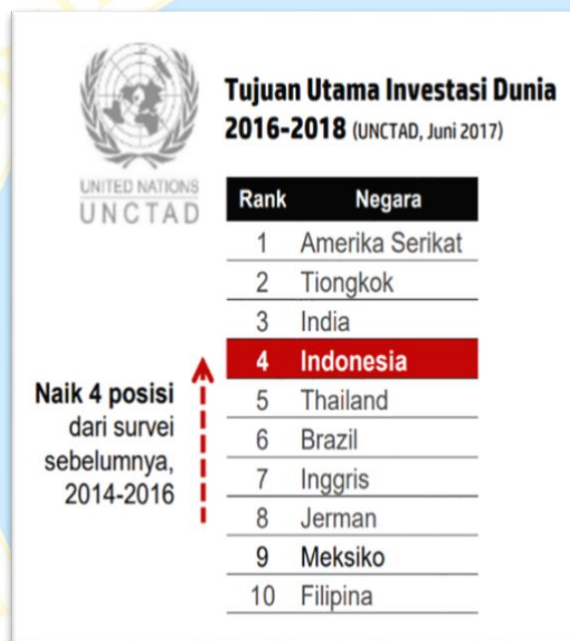 Tujuan Utama Investasi Dunia
2016-2018 (UNCTAD, Juni 2017)
UNITED NATIONS
UNCTAD
Rank Negara
1 Amerika Serikat
2 Tiongkok
3 India
4 Indonesia
5 Thailand
6 Brazil
7 Inggris
8 Jerman
9 Meksiko
10 Filipina
Naik 4 posisi
dari survei
sebelumnya,
2014-2016